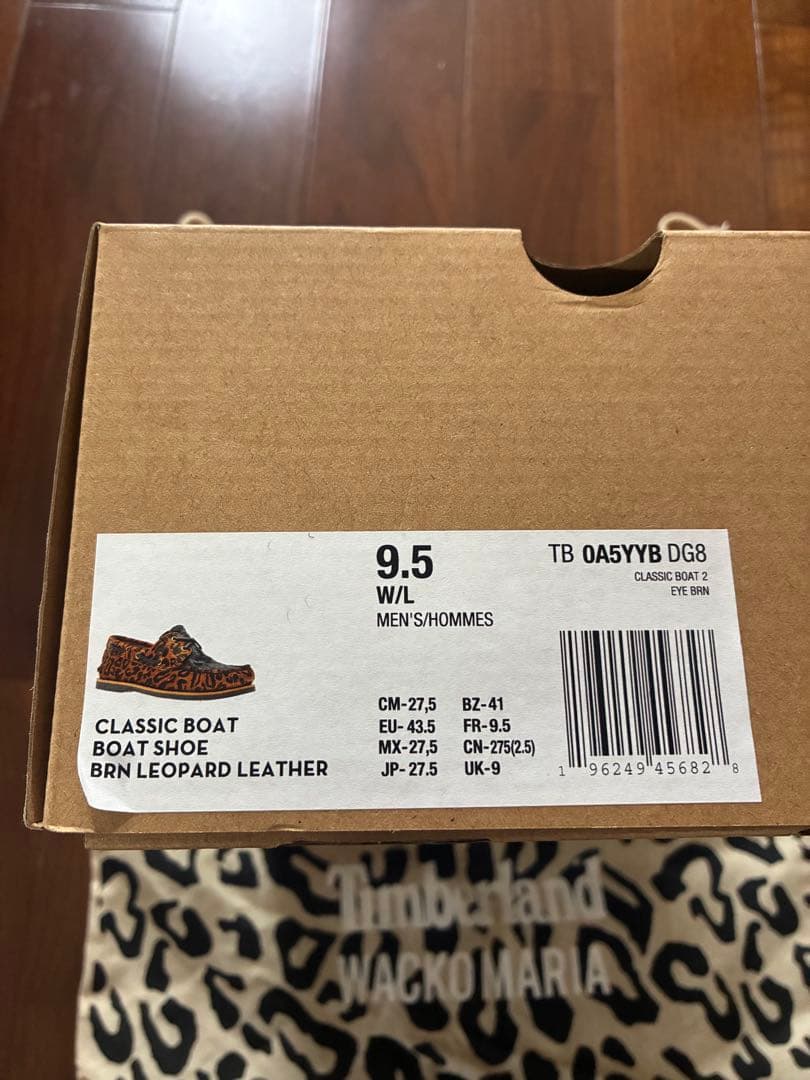 9.5
W/L
MEN'S/HOMMES
TB 0A5YYB DG8
CLASSIC BOAT 2
EYE BRN
CLASSIC BOAT
BOAT SHOE
BRN LEOPARD LEATHER
CM-27,5 BZ-41
EU-43.5 FR-9.5
MX-27,5 CN-275(2.5)
JP-27.5 UK-9
1 96249 45682 8
Timberland
WACKO MARIA